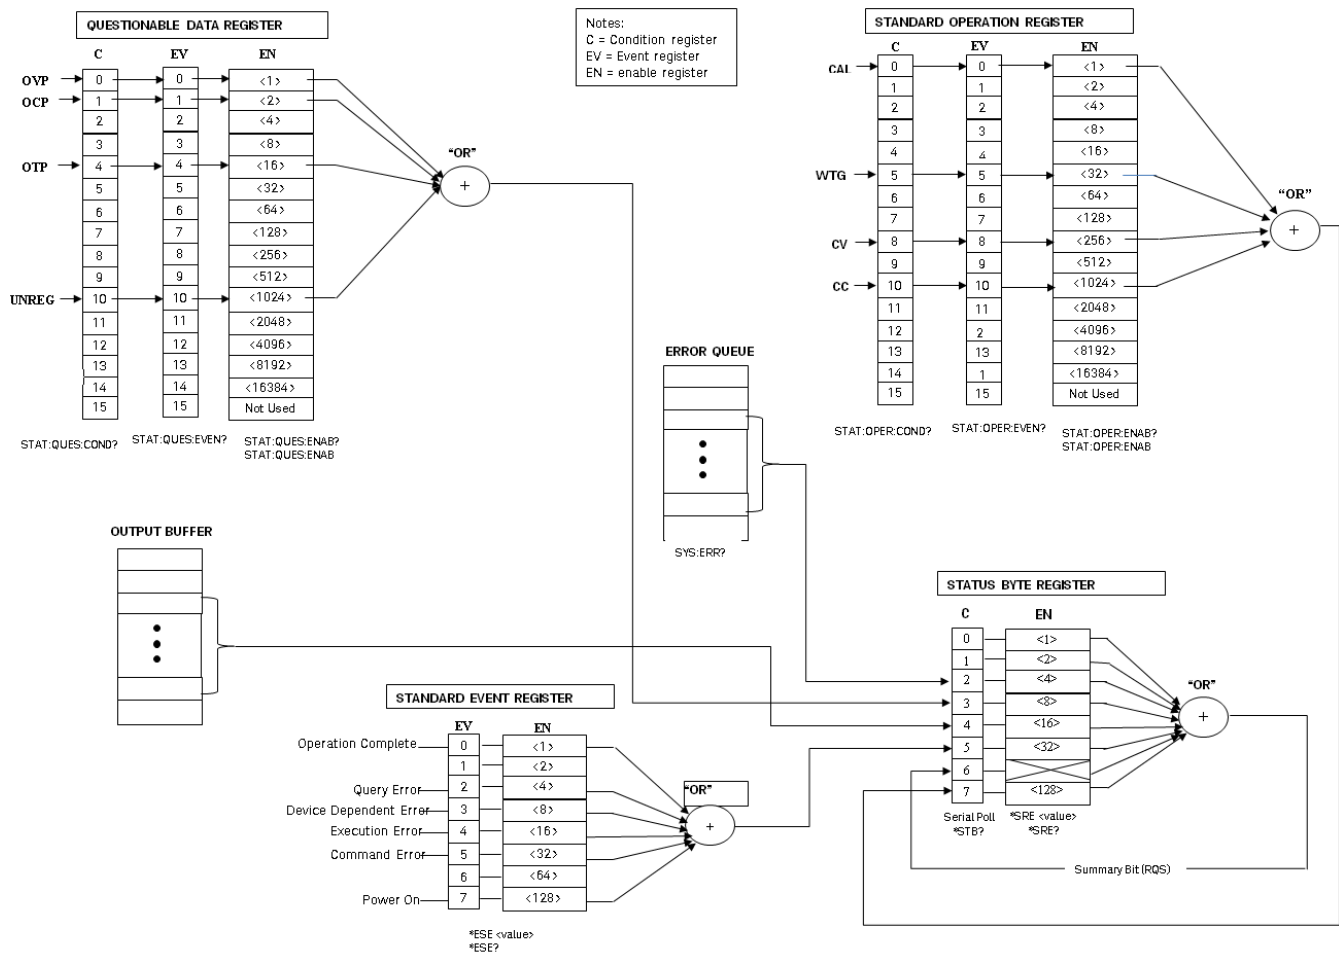 QUESTIONABLE DATA REGISTER
C EV EN
OVP 0 0 <1>
OCP 1 1 <2>
2 2 <4>
3 3 <8>
OTP 4 4 <16>
5 5 <32>
6 6 <64>
7 7 <128>
8 8 <256>
9 9 <512>
UNREG 10 10 <1024>
11 11 <2048>
12 12 <4096>
13 13 <8192>
14 14 <16384>
15 15 Not Used
STAT:QUES:COND? STAT:QUES:EVEN? STAT:QUES:ENAB?
STAT:QUES:ENAB
"OR"
+
Notes:
C = Condition register
EV = Event register
EN = enable register
STANDARD OPERATION REGISTER
C EV EN
CAL 0 0 <1>
1 1 <2>
2 2 <4>
3 3 <8>
4 4 <16>
WTG 5 5 <32>
6 6 <64>
7 7 <128>
CV 8 8 <256>
9 9 <512>
CC 10 10 <1024>
11 11 <2048>
12 2 <4096>
13 13 <8192>
14 1 <16384>
15 15 Not Used
STAT:OPER:COND? STAT:OPER:EVEN? STAT:OPER:ENAB?
STAT:OPER:ENAB
"OR"
+
ERROR QUEUE
SYS:ERR?
OUTPUT BUFFER
STANDARD EVENT REGISTER
EV EN
Operation Complete 0 <1>
1 <2>
Query Error 2 <4>
Device Dependent Error 3 <8>
Execution Error 4 <16>
Command Error 5 <32>
6 <64>
Power On 7 <128>
*ESE <value>
*ESE?
"OR"
+
STATUS BYTE REGISTER
C EN
0 <1>
1 <2>
2 <4>
3 <8>
4 <16>
5 <32>
6
7 <128>
Serial Poll *SRE <value>
*STB? *SRE?
"OR"
+
Summary Bit (RQS)